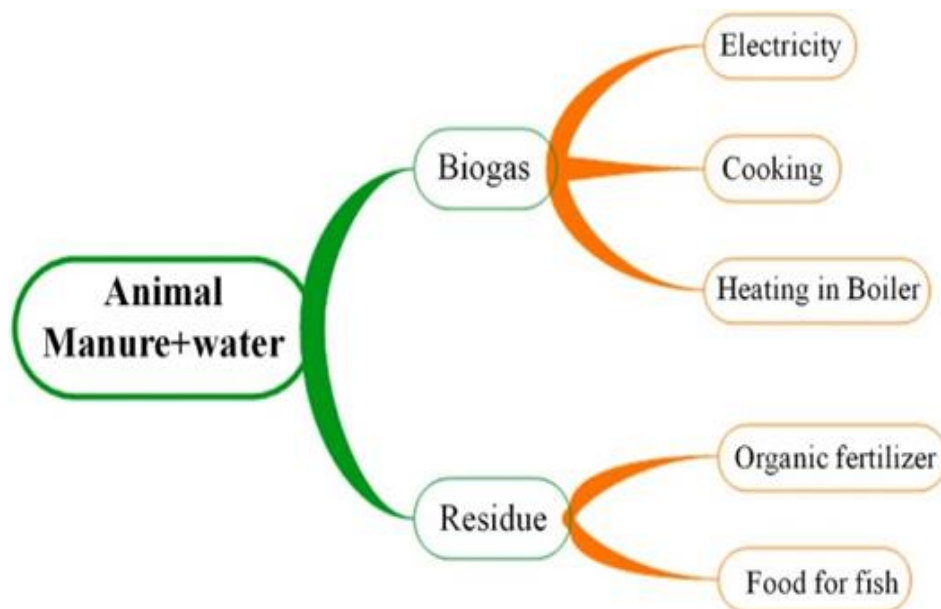 Electricity
Biogas
Cooking
Heating in Boiler
Animal
Manure+water
Organic fertilizer
Residue
Food for fish